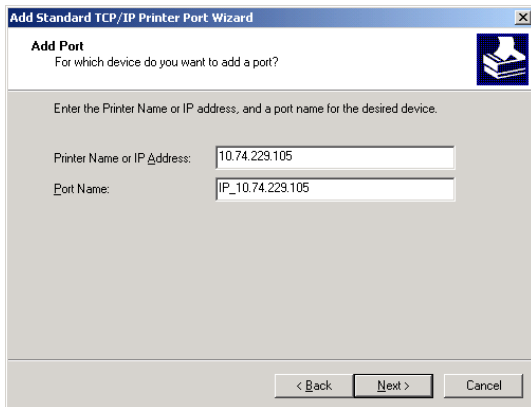 Add Standard TCP/IP Printer Port Wizard
Add Port
For which device do you want to add a port?
Enter the Printer Name or IP address, and a port name for the desired device.
Printer Name or IP Address: 10.74.229.105
Port Name: IP_10.74.229.105
< Back Next > Cancel